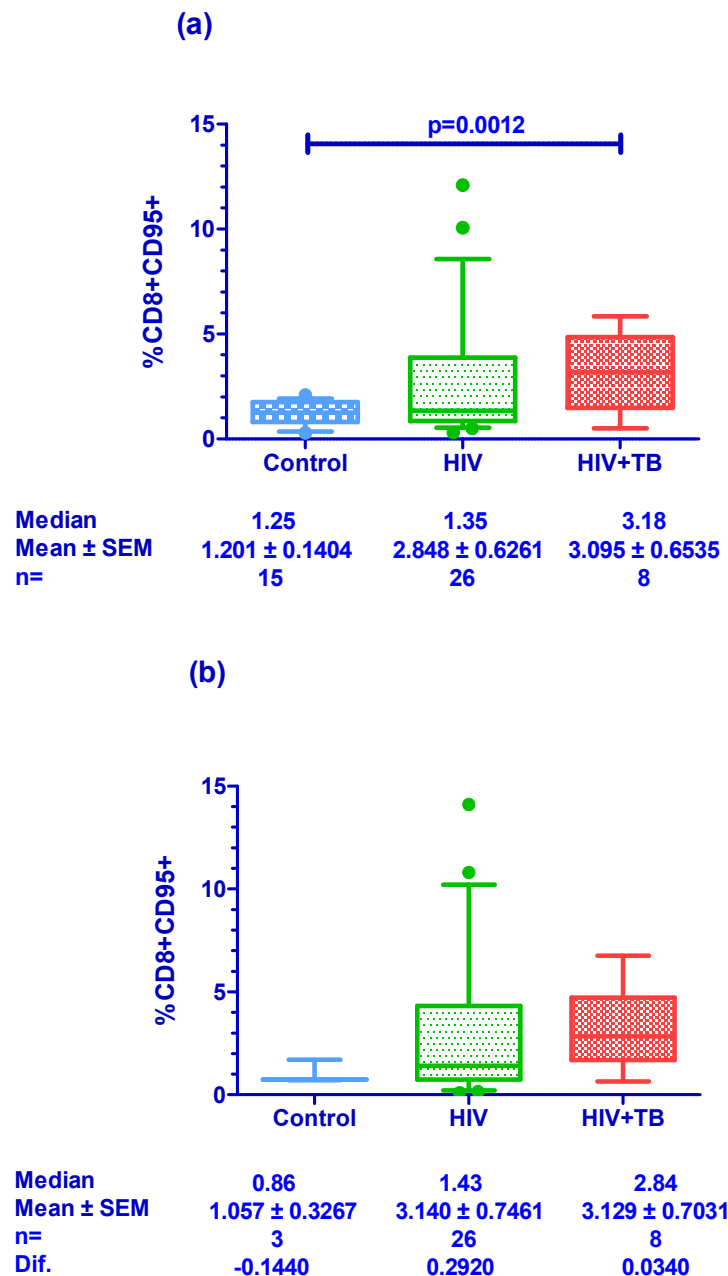 (a)
p=0.0012
%CD8+CD95+
15
10
5
0
Control HIV HIV+TB
Median 1.25 1.35 3.18
Mean ± SEM 1.201 ± 0.1404 2.848 ± 0.6261 3.095 ± 0.6535
n= 15 26 8
(b)
%CD8+CD95+
15
10
5
0
Control HIV HIV+TB
Median 0.86 1.43 2.84
Mean ± SEM 1.057 ± 0.3267 3.140 ± 0.7461 3.129 ± 0.7031
n= 3 26 8
Dif. -0.1440 0.2920 0.0340